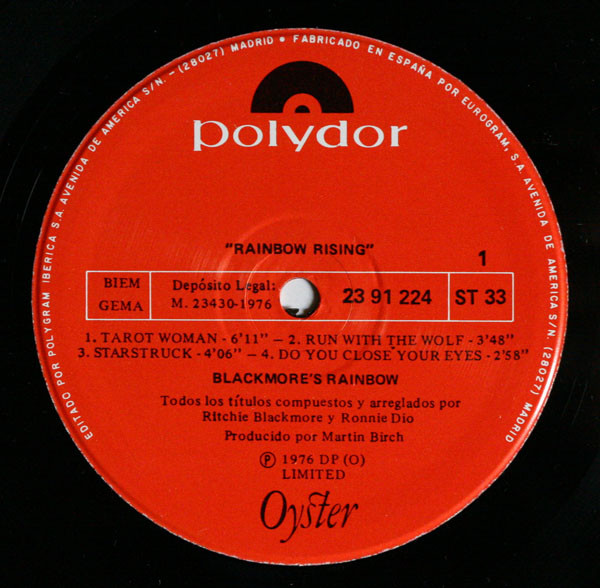 EDITADO POR POLYGRAM IBERICA S.A. AVENIDA DE AMERICA S/N. - (28027) MADRID • FABRICADO EN ESPAÑA POR EUROGRAM, S.A. AVENIDA DE AMERICA S/N. (28027) MADRID
polydor
"RAINBOW RISING"
1
BIEM
GEMA
Depósito Legal:
M. 23430-1976
23 91 224
ST 33
1. TAROT WOMAN - 6'11" — 2. RUN WITH THE WOLF - 3'48"
3. STARSTRUCK - 4'06" — 4. DO YOU CLOSE YOUR EYES - 2'58"
BLACKMORE'S RAINBOW
Todos los títulos compuestos y arreglados por
Ritchie Blackmore y Ronnie Dio
Producido por Martin Birch
Ⓟ 1976 DP (O)
LIMITED
Oyster